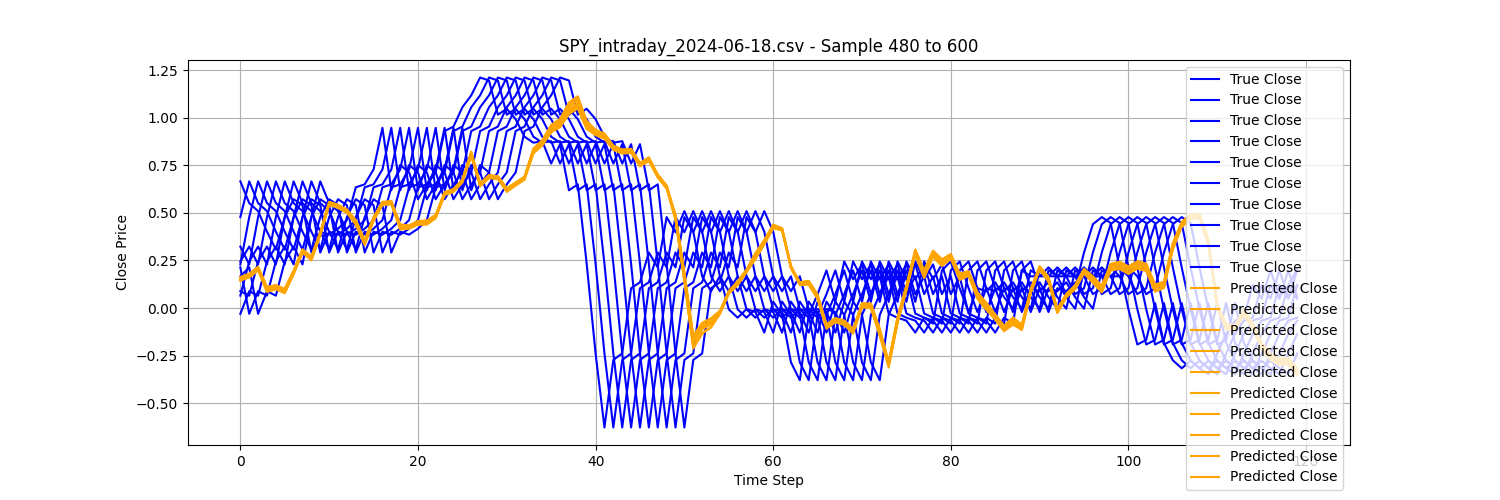 SPY_intraday_2024-06-18.csv - Sample 480 to 600
1.25
1.00
0.75
0.50
0.25
0.00
−0.25
−0.50
Close Price
0 20 40 60 80 100 120
Time Step
True Close
True Close
True Close
True Close
True Close
True Close
True Close
True Close
True Close
True Close
Predicted Close
Predicted Close
Predicted Close
Predicted Close
Predicted Close
Predicted Close
Predicted Close
Predicted Close
Predicted Close
Predicted Close